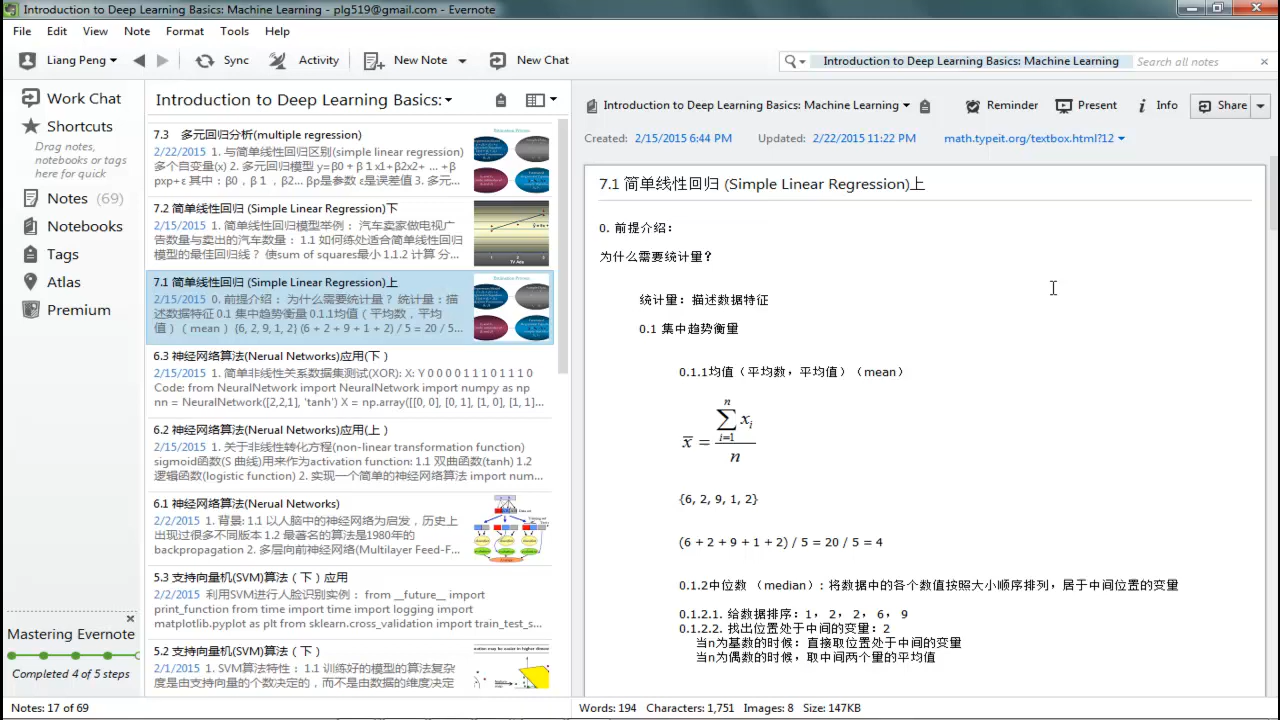 Introduction to Deep Learning Basics: Machine Learning - plg519@gmail.com - Evernote
File Edit View Note Format Tools Help
Liang Peng Sync Activity New Note New Chat
Introduction to Deep Learning Basics: Machine Learning Search all notes
Work Chat
Shortcuts
Drag notes,
notebooks or tags
here for quick
Notes (69)
Notebooks
Tags
Atlas
Premium
Mastering Evernote
Completed 4 of 5 steps
Introduction to Deep Learning Basics:
7.3 多元回归分析(multiple regression)
2/22/2015 1. 与简单线性回归区别(simple linear regression)
多个自变量(x) 2. 多元回归模型 y=β0 + β 1 x1+β2x2+ ... +β
pxp+ε 其中：β0，β 1，β2... βp是参数 ε是误差值 3. 多元...
7.2 简单线性回归 (Simple Linear Regression)下
2/15/2015 1. 简单线性回归模型举例： 汽车卖家做电视广
告数量与卖出的汽车数量： 1.1 如何练处适合简单线性回归
模型的最佳回归线？ 使sum of squares最小 1.1.2 计算 分...
TV Ads
7.1 简单线性回归 (Simple Linear Regression)上
2/15/2015 0. 前提介绍： 为什么需要统计量？ 统计量：描
述数据特征 0.1 集中趋势衡量 0.1.1均值（平均数，平均
值）（mean） {6, 2, 9, 1, 2} (6 + 2 + 9 + 1 + 2) / 5 = 20 / 5...
6.3 神经网络算法(Nerual Networks)应用(下 )
2/15/2015 1. 简单非线性关系数据集测试(XOR): X: Y 0 0 0 0 1 1 1 0 1 1 1 0
Code: from NeuralNetwork import NeuralNetwork import numpy as np
nn = NeuralNetwork([2,2,1], 'tanh') X = np.array([[0, 0], [0, 1], [1, 0], [1, 1]...
6.2 神经网络算法(Nerual Networks)应用(上 )
2/15/2015 1. 关于非线性转化方程(non-linear transformation function)
sigmoid函数(S 曲线)用来作为activation function: 1.1 双曲函数(tanh) 1.2
逻辑函数(logistic function) 2. 实现一个简单的神经网络算法 import num...
6.1 神经网络算法(Nerual Networks)
2/2/2015 1. 背景： 1.1 以人脑中的神经网络为启发，历史上
出现过很多不同版本 1.2 最著名的算法是1980年的
backpropagation 2. 多层向前神经网络(Multilayer Feed-F...
5.3 支持向量机(SVM)算法（下）应用
2/2/2015 利用SVM进行人脸识别实例： from __future__ import
print_function from time import time import logging import
matplotlib.pyplot as plt from sklearn.cross_validation import train_test_s...
5.2 支持向量机(SVM)算法（下 ）
2/1/2015 1. SVM算法特性： 1.1 训练好的模型的算法复杂
度是由支持向量的个数决定的，而不是由数据的维度决定
Notes: 17 of 69
Introduction to Deep Learning Basics: Machine Learning Reminder Present Info Share
Created: 2/15/2015 6:44 PM Updated: 2/22/2015 11:22 PM math.typeit.org/textbox.html?12
7.1 简单线性回归 (Simple Linear Regression)上
0. 前提介绍：
为什么需要统计量？
统计量：描述数据特征
0.1 集中趋势衡量
0.1.1均值（平均数，平均值）（mean）
x̄ = ∑ᵢ₌₁ⁿ xᵢ / n
{6, 2, 9, 1, 2}
(6 + 2 + 9 + 1 + 2) / 5 = 20 / 5 = 4
0.1.2中位数 （median）: 将数据中的各个数值按照大小顺序排列，居于中间位置的变量
0.1.2.1. 给数据排序：1， 2， 2， 6， 9
0.1.2.2. 找出位置处于中间的变量：2
当n为基数的时候：直接取位置处于中间的变量
当n为偶数的时候，取中间两个量的平均值
Words: 194 Characters: 1,751 Images: 8 Size: 147KB